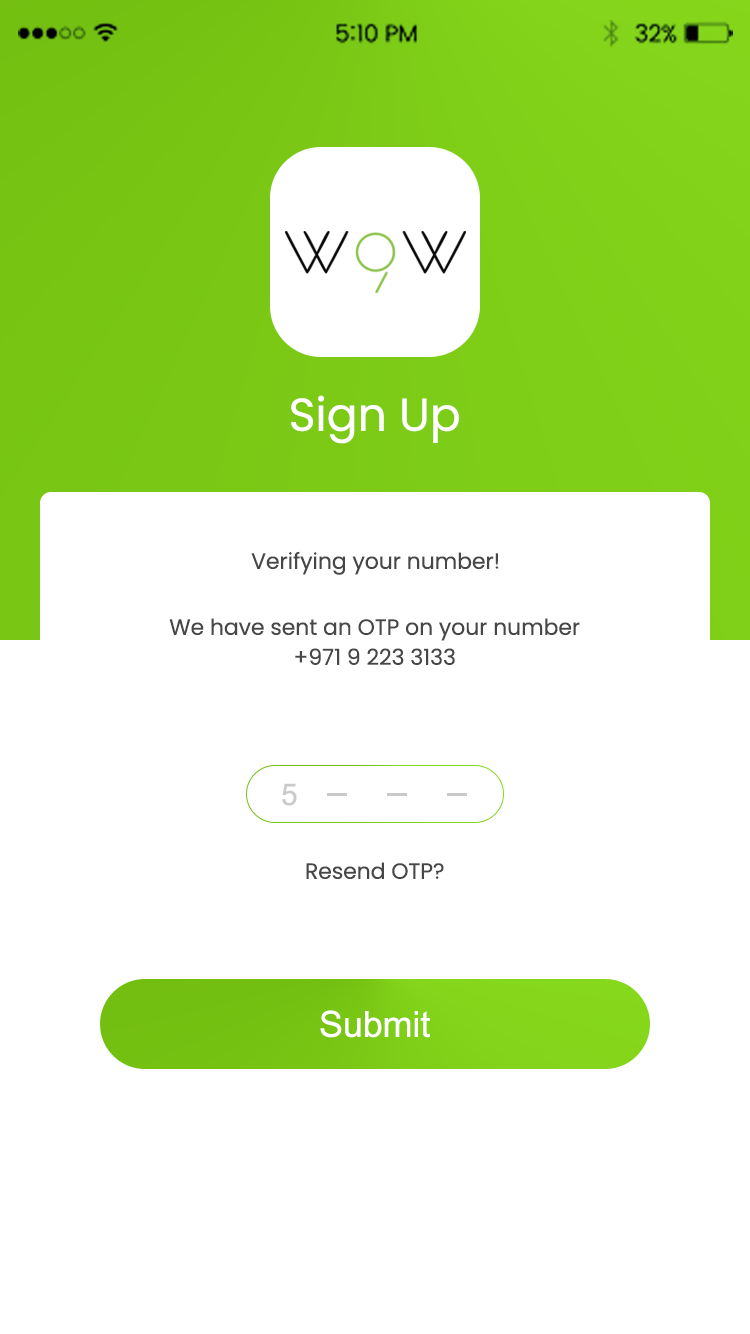 5:10 PM
32%
W9W
Sign Up
Verifying your number!
We have sent an OTP on your number
+971 9 223 3133
5 – – –
Resend OTP?
Submit